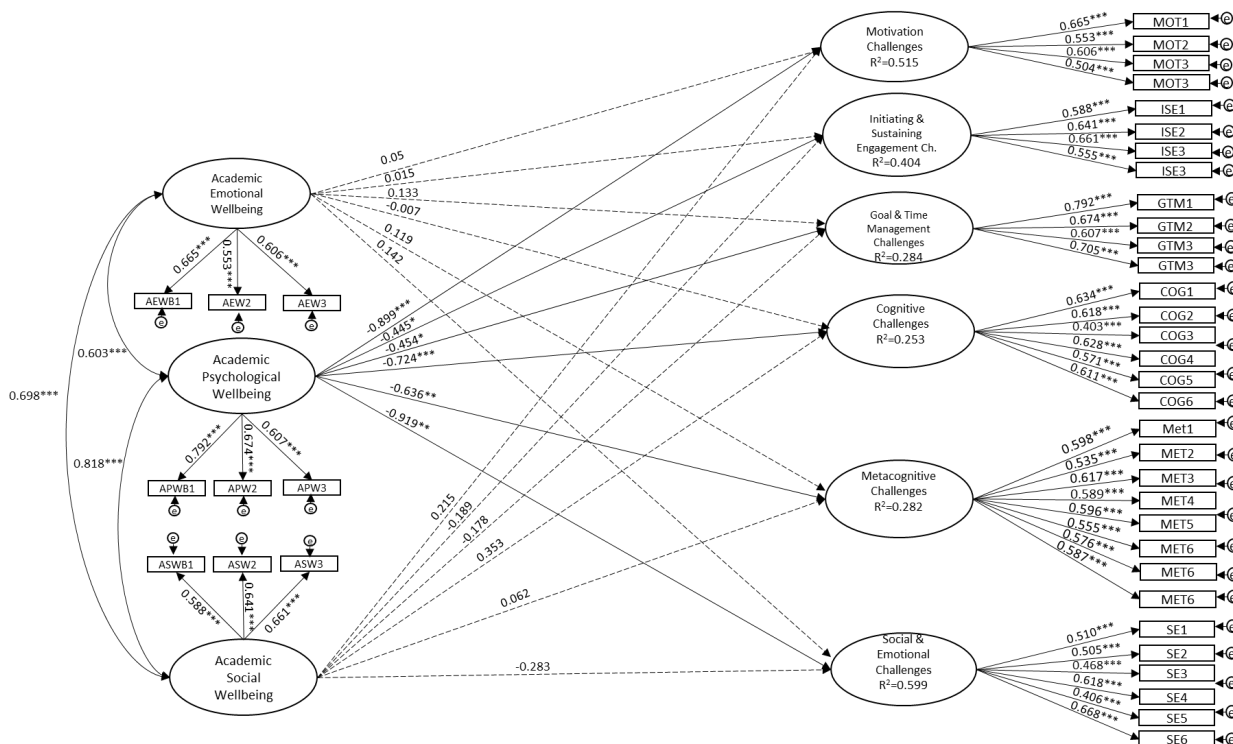 Academic
Emotional
Wellbeing
0.665***
0.553***
0.606***
AEWB1
AEW2
AEW3
e
e
e
0.603***
0.698***
0.818***
Academic
Psychological
Wellbeing
0.792***
0.674***
0.607***
APWB1
APW2
APW3
e
e
e
e
e
e
ASWB1
ASW2
ASW3
0.588***
0.641***
0.661***
Academic
Social
Wellbeing
0.05
0.015
0.133
-0.007
0.119
0.142
-0.899***
-0.445*
-0.454*
-0.724***
-0.636**
-0.919**
0.215
-0.189
-0.178
0.353
0.062
-0.283
Motivation
Challenges
R²=0.515
0.665***
0.553***
0.606***
0.504***
MOT1
MOT2
MOT3
MOT3
e
e
e
e
Initiating &
Sustaining
Engagement Ch.
R²=0.404
0.588***
0.641***
0.661***
0.555***
ISE1
ISE2
ISE3
ISE3
e
e
e
e
Goal & Time
Management
Challenges
R²=0.284
0.792***
0.674***
0.607***
0.705***
GTM1
GTM2
GTM3
GTM3
e
e
e
e
Cognitive
Challenges
R²=0.253
0.634***
0.618***
0.403***
0.628***
0.571***
0.611***
COG1
COG2
COG3
COG4
COG5
COG6
e
e
e
e
e
Metacognitive
Challenges
R²=0.282
0.598***
0.535***
0.617***
0.589***
0.596***
0.555***
0.576***
0.587***
Met1
MET2
MET3
MET4
MET5
MET6
MET6
MET6
e
e
e
e
e
e
e
Social &
Emotional
Challenges
R²=0.599
0.510***
0.505***
0.468***
0.618***
0.406***
0.668***
SE1
SE2
SE3
SE4
SE5
SE6
e
e
e
e
e